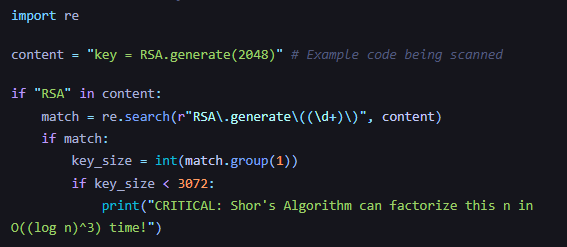 import re
content = "key = RSA.generate(2048)" # Example code being scanned
if "RSA" in content:
    match = re.search(r"RSA\.generate\((\d+)\)", content)
    if match:
        key_size = int(match.group(1))
        if key_size < 3072:
            print("CRITICAL: Shor's Algorithm can factorize this n in
O((log n)^3) time!")